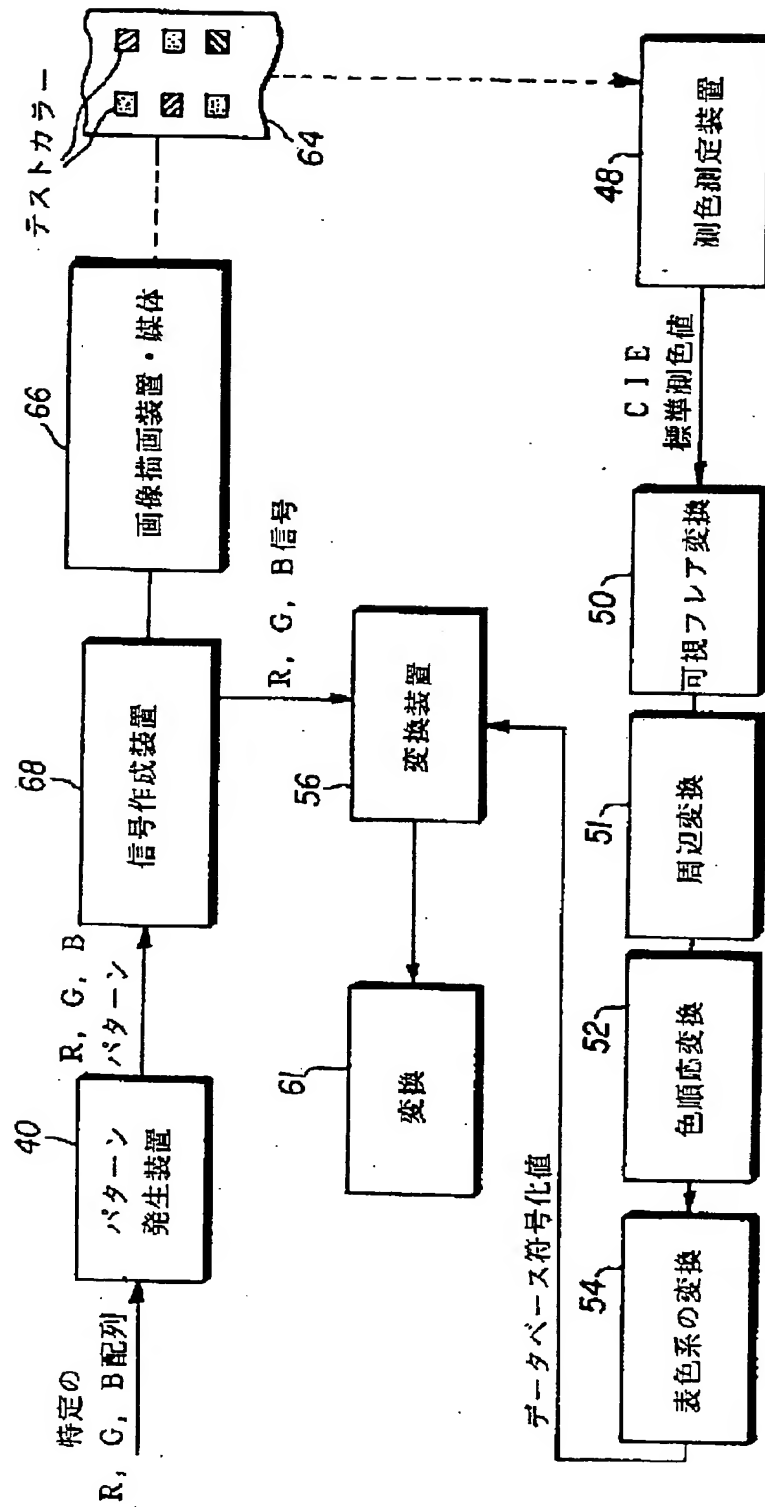 特定の
R, G, B配列
40
パターン
発生装置
R, G, B
パターン
68
信号作成装置
66
画像描画装置・媒体
テストカラー
64
R, G, B信号
56
変換装置
61
変換
データベース符号化値
54
表色系の変換
52
色順応変換
51
周辺変換
50
可視フレア変換
CIE
標準測色値
48
測色測定装置